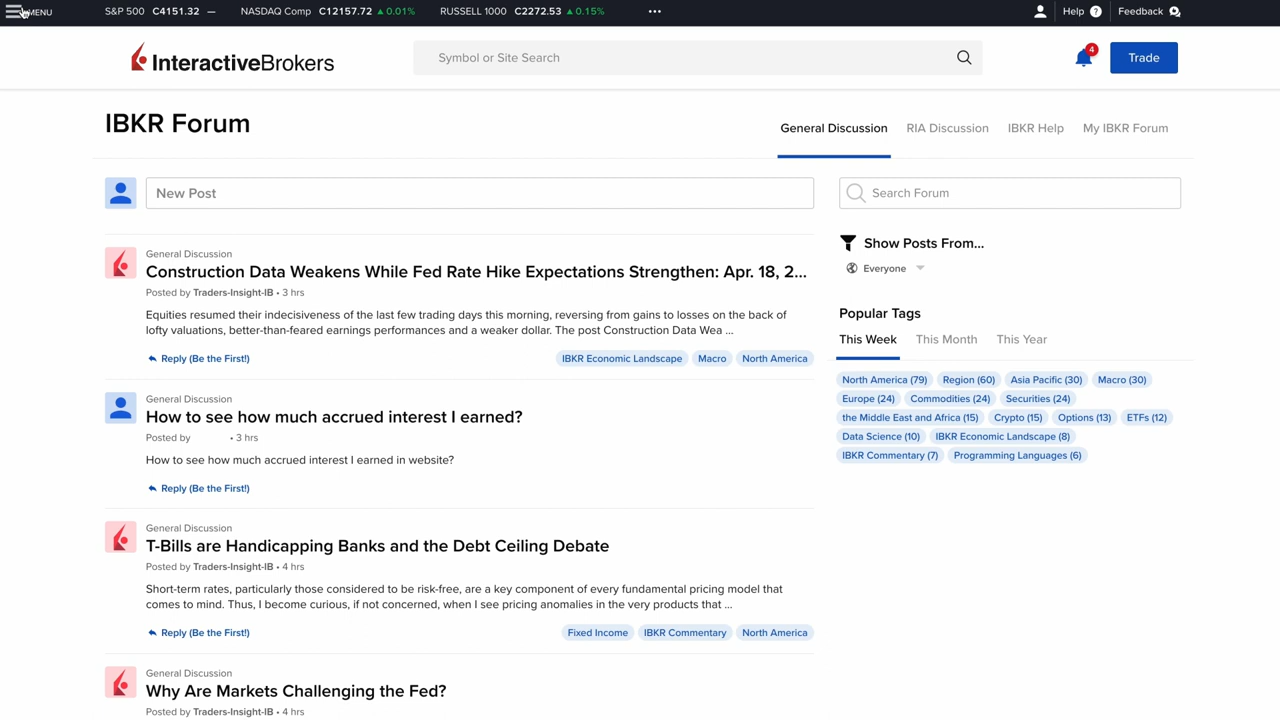 MENU
S&P 500 C4151.32 —
NASDAQ Comp C12157.72 ▲0.01%
RUSSELL 1000 C2272.53 ▲0.15%
•••
Help ?
Feedback
InteractiveBrokers
Symbol or Site Search
4
Trade
IBKR Forum
General Discussion
RIA Discussion
IBKR Help
My IBKR Forum
New Post
General Discussion
Construction Data Weakens While Fed Rate Hike Expectations Strengthen: Apr. 18, 2...
Posted by Traders-Insight-IB • 3 hrs
Equities resumed their indecisiveness of the last few trading days this morning, reversing from gains to losses on the back of
lofty valuations, better-than-feared earnings performances and a weaker dollar. The post Construction Data Wea ...
Reply (Be the First!)
IBKR Economic Landscape
Macro
North America
General Discussion
How to see how much accrued interest I earned?
Posted by • 3 hrs
How to see how much accrued interest I earned in website?
Reply (Be the First!)
General Discussion
T-Bills are Handicapping Banks and the Debt Ceiling Debate
Posted by Traders-Insight-IB • 4 hrs
Short-term rates, particularly those considered to be risk-free, are a key component of every fundamental pricing model that
comes to mind. Thus, I become curious, if not concerned, when I see pricing anomalies in the very products that ...
Reply (Be the First!)
Fixed Income
IBKR Commentary
North America
General Discussion
Why Are Markets Challenging the Fed?
Posted by Traders-Insight-IB • 4 hrs
Search Forum
Show Posts From...
Everyone
Popular Tags
This Week
This Month
This Year
North America (79) Region (60) Asia Pacific (30) Macro (30)
Europe (24) Commodities (24) Securities (24)
the Middle East and Africa (15) Crypto (15) Options (13) ETFs (12)
Data Science (10) IBKR Economic Landscape (8)
IBKR Commentary (7) Programming Languages (6)